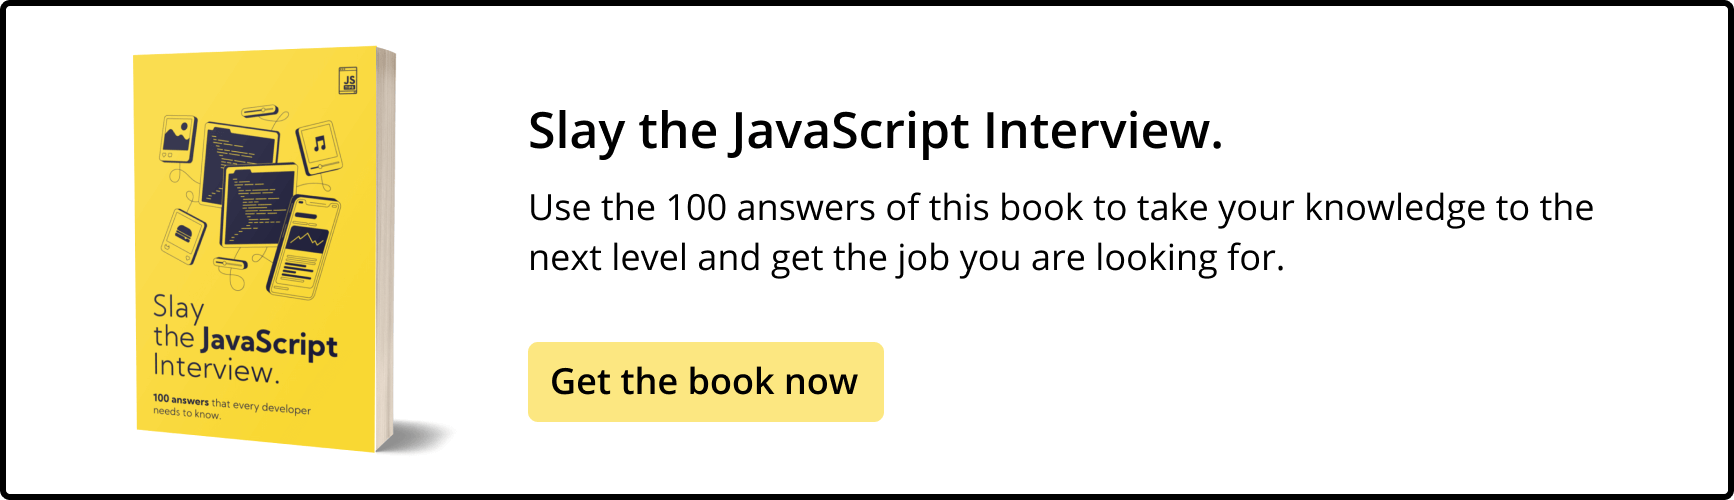 JS
Slay
the JavaScript
Interview.
100 answers that every developer
needs to know.
Slay the JavaScript Interview.
Use the 100 answers of this book to take your knowledge to the
next level and get the job you are looking for.
Get the book now